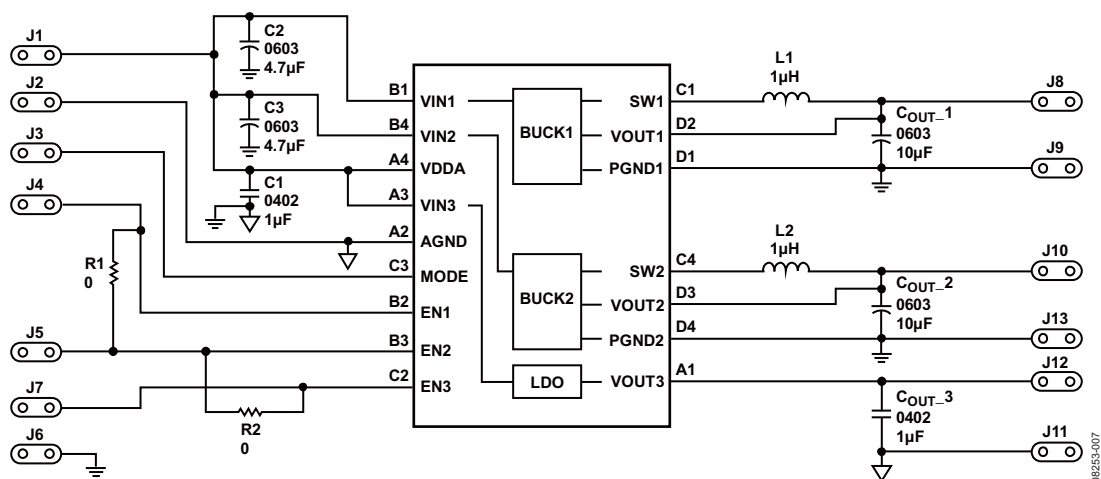 J1
J2
J3
J4
R1
0
J5
J7
J6
C2
0603
4.7µF
C3
0603
4.7µF
C1
0402
1µF
R2
0
B1
B4
A4
A3
A2
C3
B2
B3
C2
VIN1
VIN2
VDDA
VIN3
AGND
MODE
EN1
EN2
EN3
BUCK1
BUCK2
LDO
SW1
VOUT1
PGND1
SW2
VOUT2
PGND2
VOUT3
C1
D2
D1
C4
D3
D4
A1
L1
1µH
L2
1µH
COUT_1
0603
10µF
COUT_2
0603
10µF
COUT_3
0402
1µF
J8
J9
J10
J13
J12
J11
08253-007